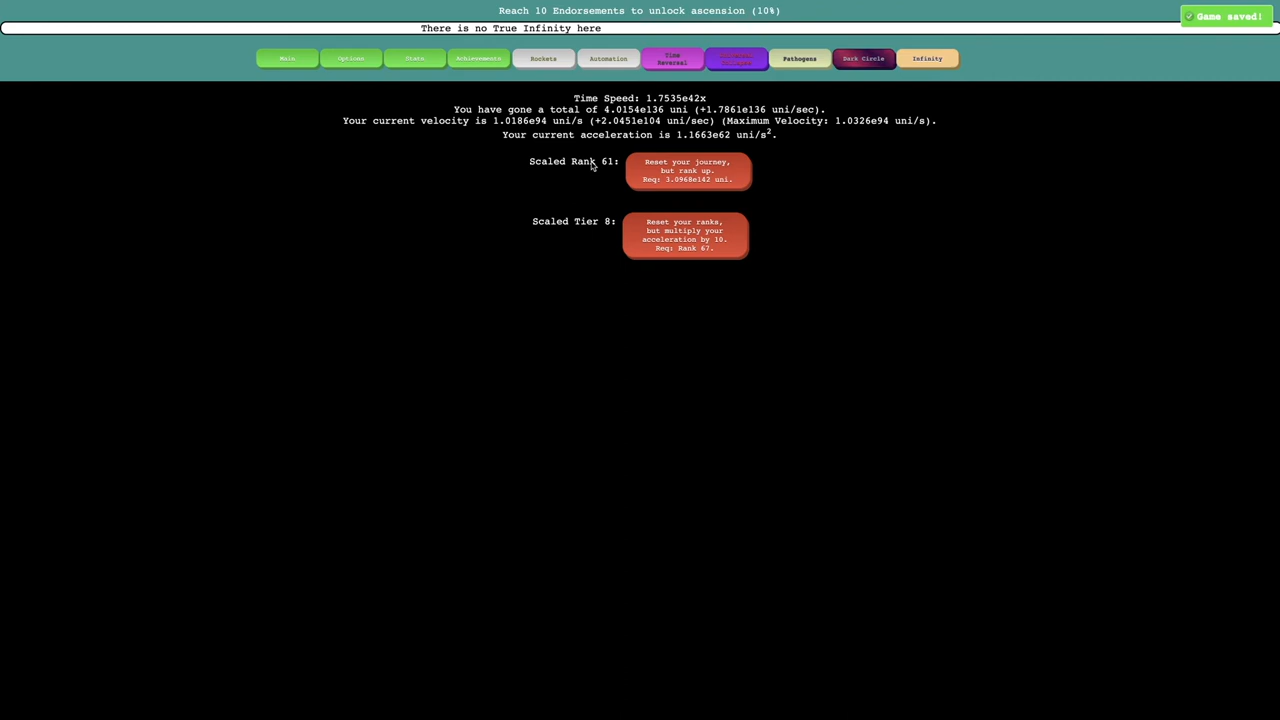 Reach 10 Endorsements to unlock ascension (10%)
Game saved!
There is no True Infinity here
Main
Options
Stats
Achievements
Rockets
Automation
Time
Reversal
Universal
Collapse
Pathogens
Dark Circle
Infinity
Time Speed: 1.7535e42x
You have gone a total of 4.0154e136 uni (+1.7861e136 uni/sec).
Your current velocity is 1.0186e94 uni/s (+2.0451e104 uni/sec) (Maximum Velocity: 1.0326e94 uni/s).
Your current acceleration is 1.1663e62 uni/s2.
Scaled Rank 61:
Reset your journey,
but rank up.
Req: 3.0968e142 uni.
Scaled Tier 8:
Reset your ranks,
but multiply your
acceleration by 10.
Req: Rank 67.